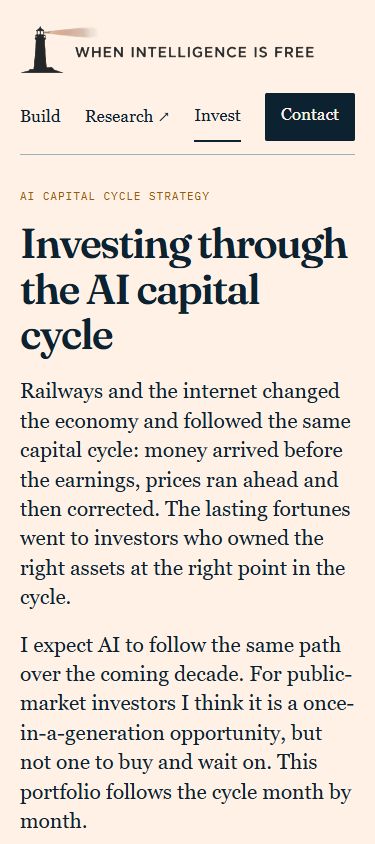 WHEN INTELLIGENCE IS FREE
Build Research ↗ Invest Contact
AI CAPITAL CYCLE STRATEGY
Investing through
the AI capital
cycle
Railways and the internet changed
the economy and followed the same
capital cycle: money arrived before
the earnings, prices ran ahead and
then corrected. The lasting fortunes
went to investors who owned the
right assets at the right point in the
cycle.
I expect AI to follow the same path
over the coming decade. For public-
market investors I think it is a once-
in-a-generation opportunity, but
not one to buy and wait on. This
portfolio follows the cycle month by
month.